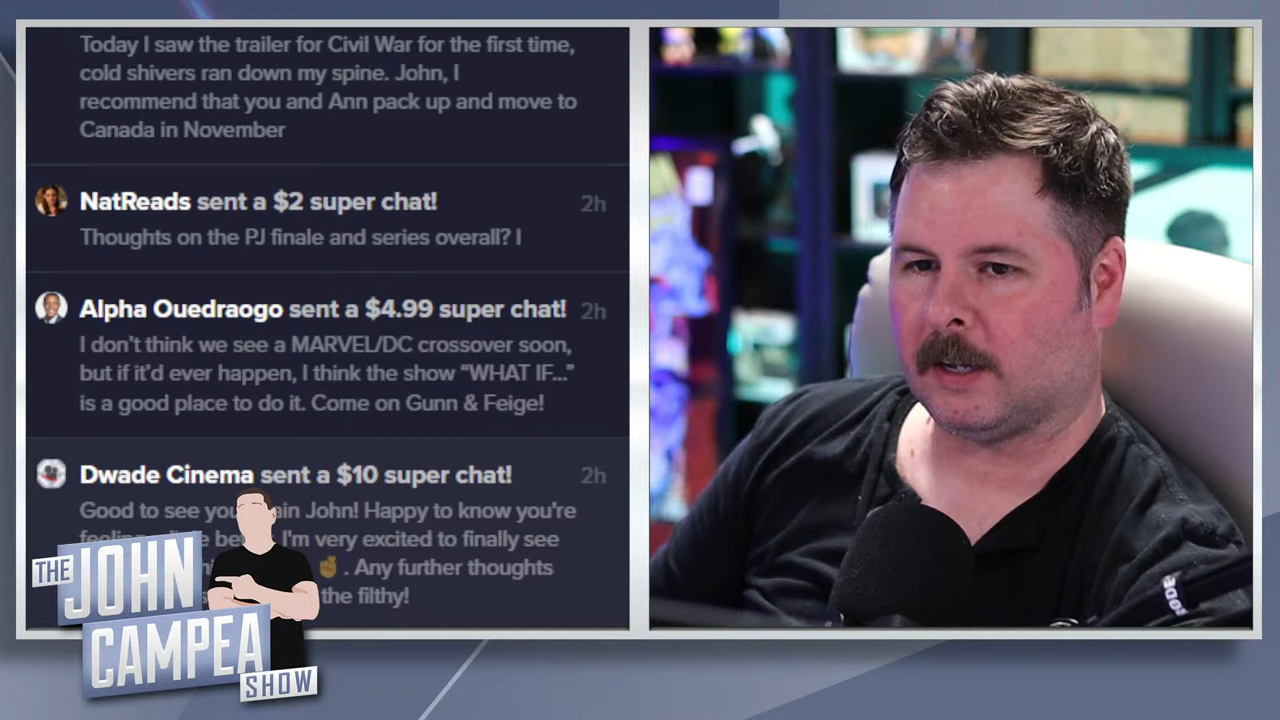 Today I saw the trailer for Civil War for the first time,
cold shivers ran down my spine. John, I
recommend that you and Ann pack up and move to
Canada in November
NatReads sent a $2 super chat! 2h
Thoughts on the PJ finale and series overall? I
Alpha Ouedraogo sent a $4.99 super chat! 2h
I don’t think we see a MARVEL/DC crossover soon,
but if it’d ever happen, I think the show “WHAT IF...”
is a good place to do it. Come on Gunn & Feige!
Dwade Cinema sent a $10 super chat! 2h
Good to see you John! Happy to know you’re
I’m very excited to finally see
. Any further thoughts
the filthy!
THE
JOHN
CAMPEA
SHOW
RODE